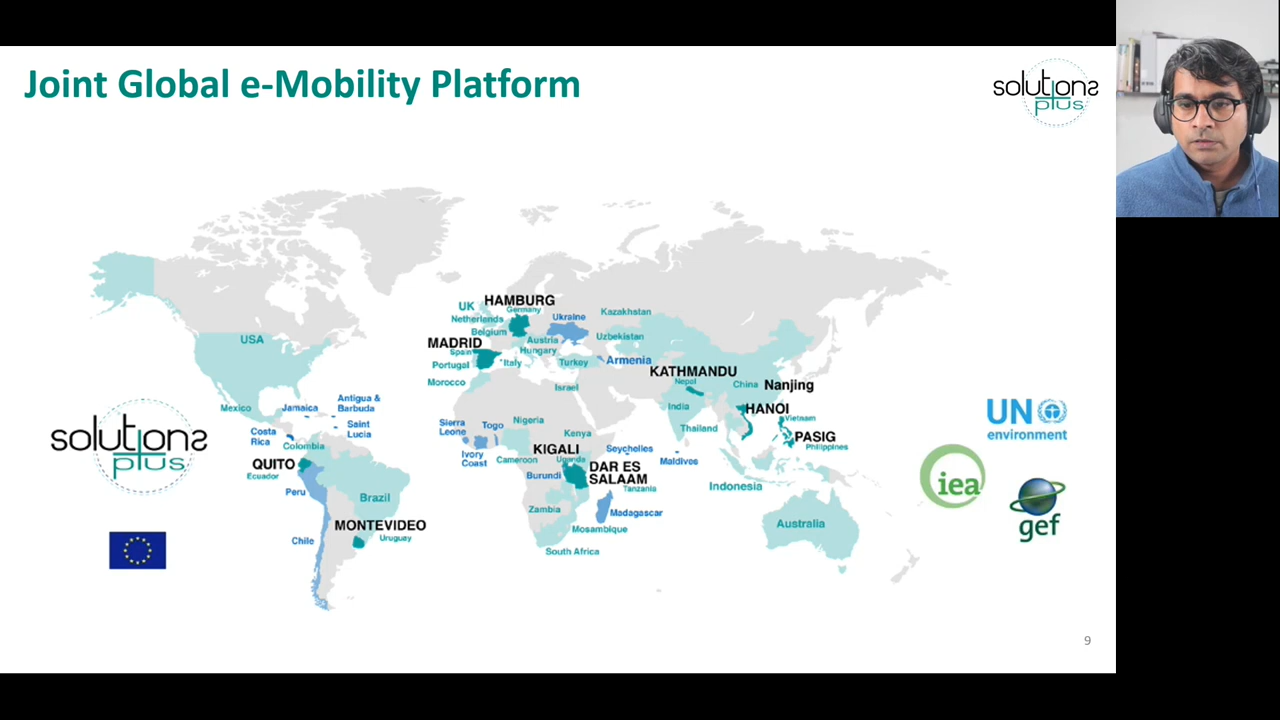 Joint Global e-Mobility Platform
solutions
plus
HAMBURG
UK
Germany
Netherlands
Ukraine
Kazakhstan
Belgium
Austria
Uzbekistan
USA
MADRID
Hungary
Spain
Italy
Turkey
Armenia
Portugal
KATHMANDU
Morocco
Israel
Nepal
China
Nanjing
Mexico
Jamaica
Antigua &
Barbuda
India
HANOI
Vietnam
Costa
Rica
Saint
Lucia
Sierra
Leone
Togo
Nigeria
Kenya
Thailand
PASIG
Philippines
Colombia
Ivory
Coast
Cameroon
KIGALI
Uganda
Seychelles
Maldives
QUITO
Ecuador
Burundi
DAR ES
SALAAM
Tanzania
Indonesia
Peru
Brazil
Zambia
Madagascar
MONTEVIDEO
Uruguay
Mosambique
Australia
Chile
South Africa
solutions
plus
UN
environment
iea
gef
9